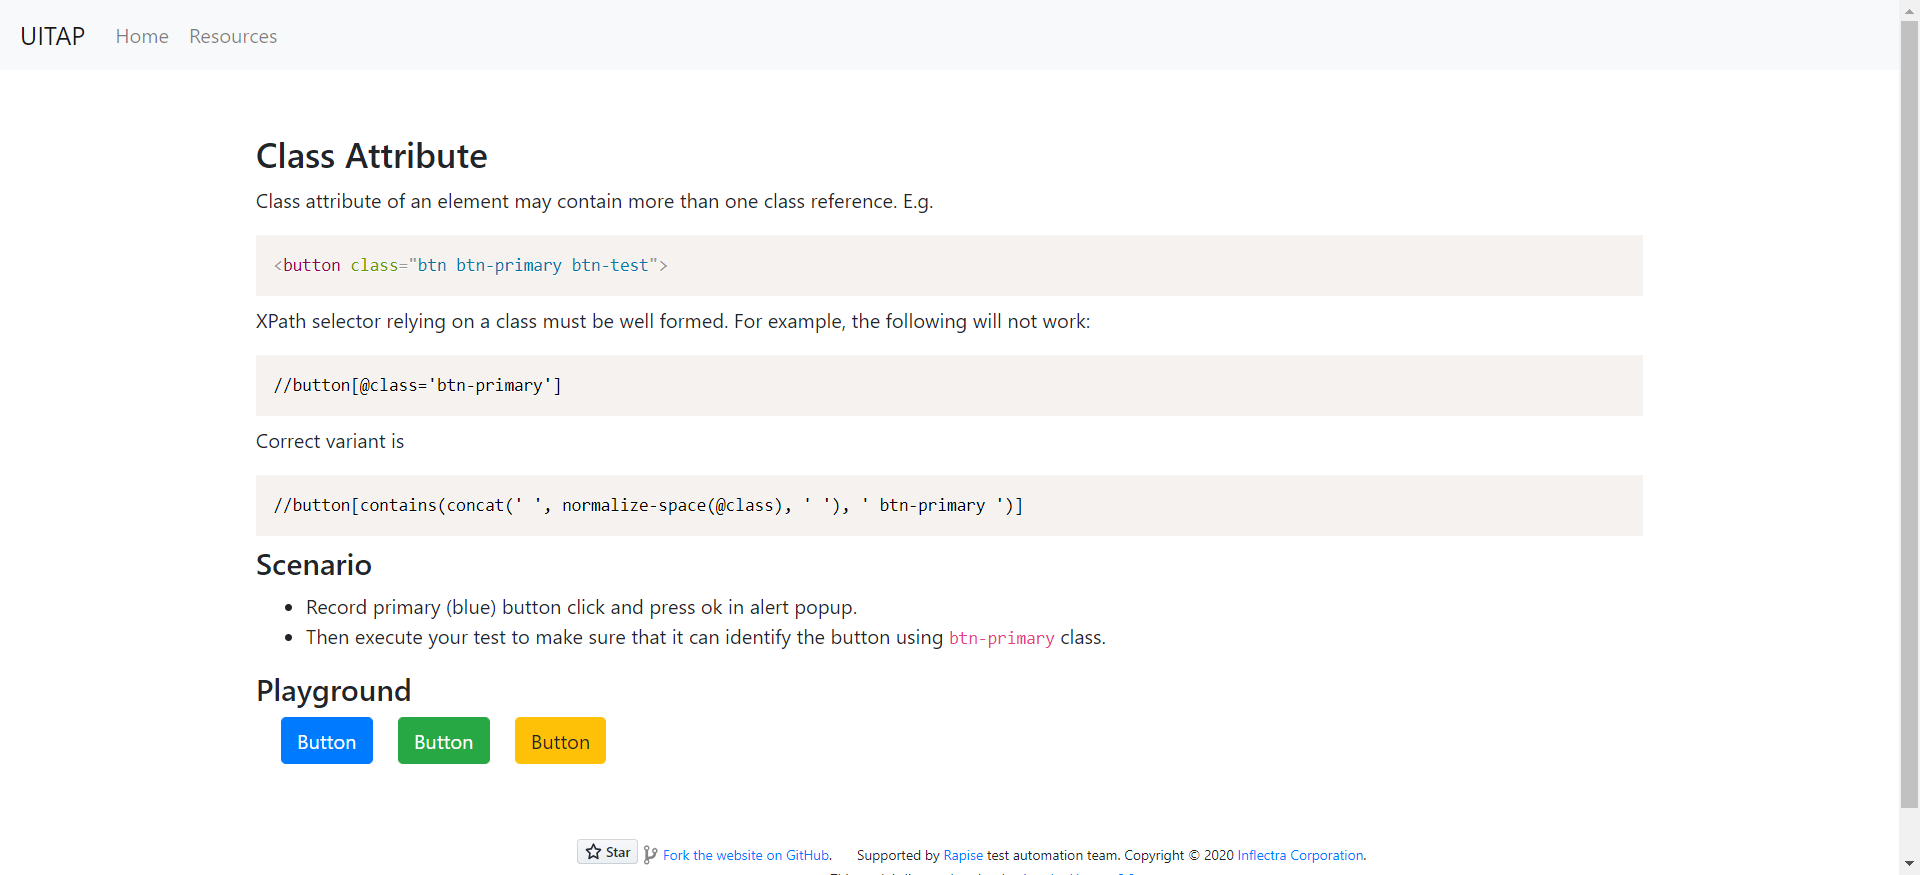 UITAP Home Resources
Class Attribute
Class attribute of an element may contain more than one class reference. E.g.
<button class="btn btn-primary btn-test">
XPath selector relying on a class must be well formed. For example, the following will not work:
//button[@class='btn-primary']
Correct variant is
//button[contains(concat(' ', normalize-space(@class), ' '), ' btn-primary ')]
Scenario
• Record primary (blue) button click and press ok in alert popup.
• Then execute your test to make sure that it can identify the button using btn-primary class.
Playground
Button Button Button
Star Fork the website on GitHub. Supported by Rapise test automation team. Copyright © 2020 Inflectra Corporation.